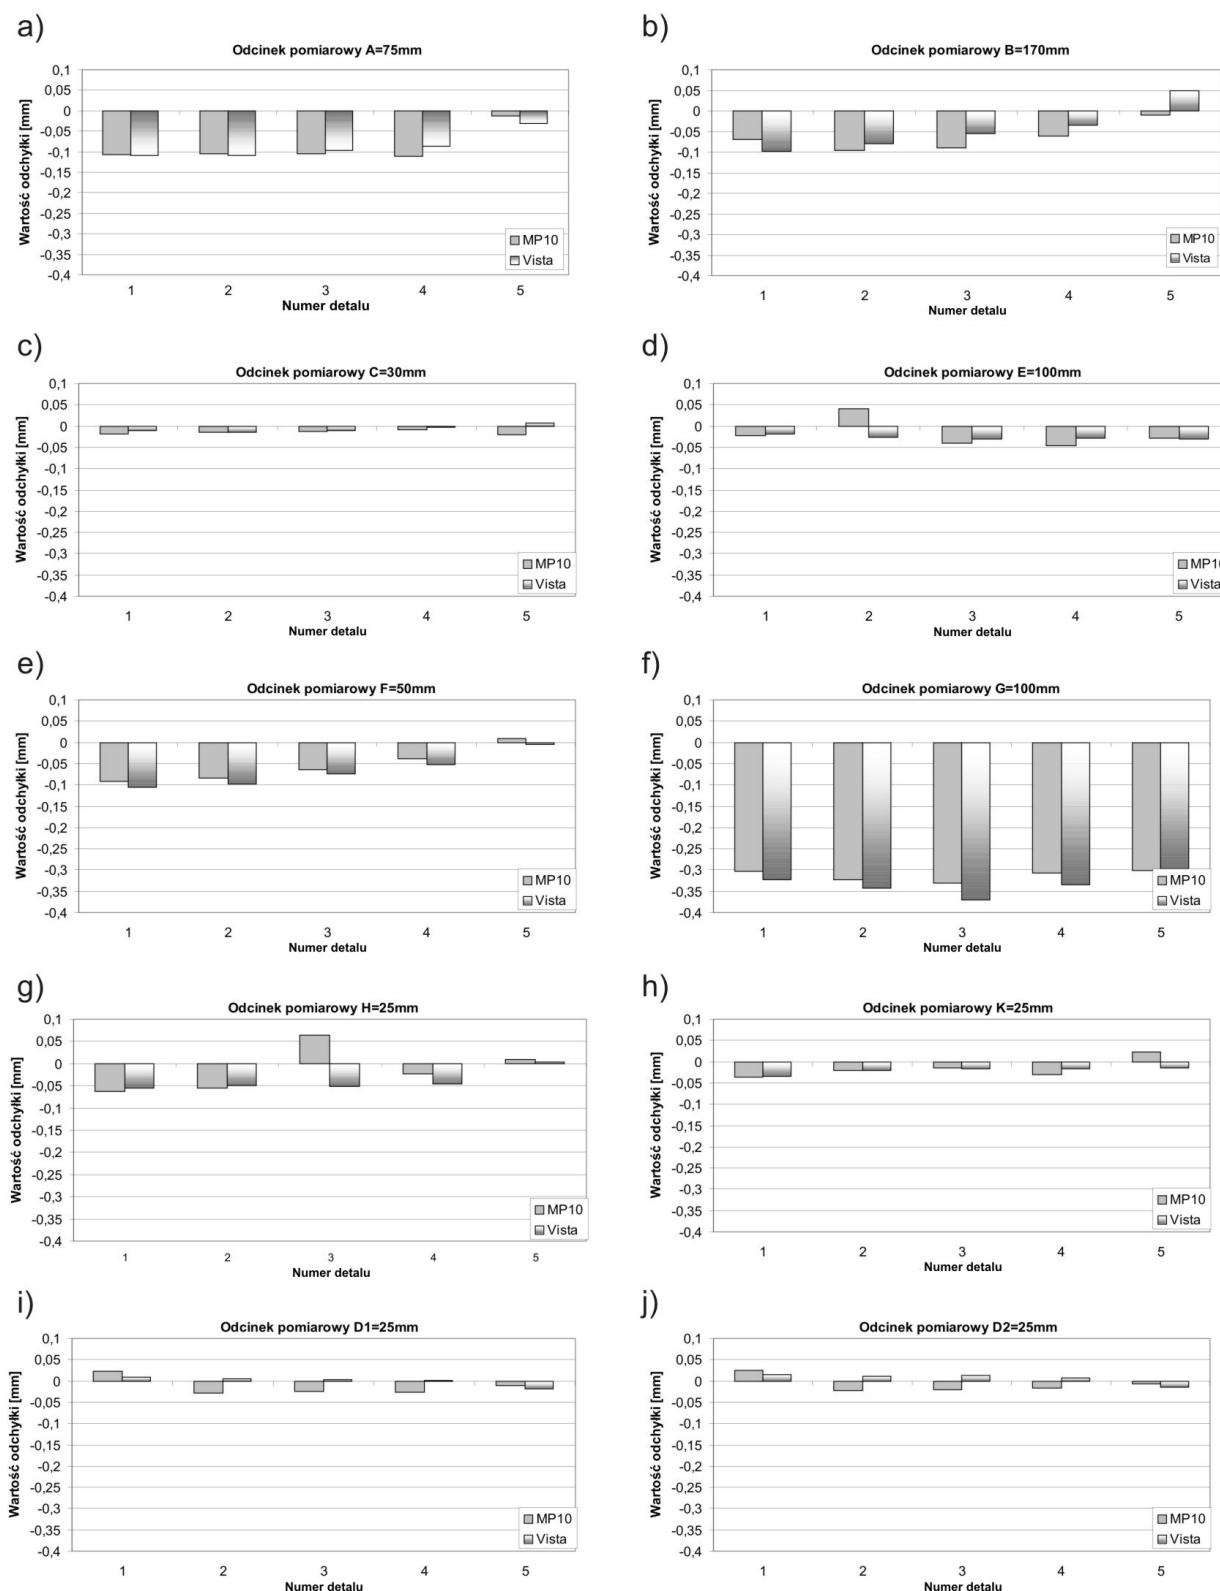 a)
Odcinek pomiarowy A=75mm
Wartość odchyłki [mm]
0,1
0,05
0
-0,05
-0,1
-0,15
-0,2
-0,25
-0,3
-0,35
-0,4
MP10
Vista
1 2 3 4 5
Numer detalu
b)
Odcinek pomiarowy B=170mm
Wartość odchyłki [mm]
0,1
0,05
0
-0,05
-0,1
-0,15
-0,2
-0,25
-0,3
-0,35
-0,4
MP10
Vista
1 2 3 4 5
Numer detalu
c)
Odcinek pomiarowy C=30mm
Wartość odchyłki [mm]
0,1
0,05
0
-0,05
-0,1
-0,15
-0,2
-0,25
-0,3
-0,35
-0,4
MP10
Vista
1 2 3 4 5
Numer detalu
d)
Odcinek pomiarowy E=100mm
Wartość odchyłki [mm]
0,1
0,05
0
-0,05
-0,1
-0,15
-0,2
-0,25
-0,3
-0,35
-0,4
MP10
Vista
1 2 3 4 5
Numer detalu
e)
Odcinek pomiarowy F=50mm
Wartość odchyłki [mm]
0,1
0,05
0
-0,05
-0,1
-0,15
-0,2
-0,25
-0,3
-0,35
-0,4
MP10
Vista
1 2 3 4 5
Numer detalu
f)
Odcinek pomiarowy G=100mm
Wartość odchyłki [mm]
0,1
0,05
0
-0,05
-0,1
-0,15
-0,2
-0,25
-0,3
-0,35
-0,4
MP10
Vista
1 2 3 4 5
Numer detalu
g)
Odcinek pomiarowy H=25mm
Wartość odchyłki [mm]
0,1
0,05
0
-0,05
-0,1
-0,15
-0,2
-0,25
-0,3
-0,35
-0,4
MP10
Vista
1 2 3 4 5
Numer detalu
h)
Odcinek pomiarowy K=25mm
Wartość odchyłki [mm]
0,1
0,05
0
-0,05
-0,1
-0,15
-0,2
-0,25
-0,3
-0,35
-0,4
MP10
Vista
1 2 3 4 5
Numer detalu
i)
Odcinek pomiarowy D1=25mm
Wartość odchyłki [mm]
0,1
0,05
0
-0,05
-0,1
-0,15
-0,2
-0,25
-0,3
-0,35
-0,4
MP10
Vista
1 2 3 4 5
Numer detalu
j)
Odcinek pomiarowy D2=25mm
Wartość odchyłki [mm]
0,1
0,05
0
-0,05
-0,1
-0,15
-0,2
-0,25
-0,3
-0,35
-0,4
MP10
Vista
1 2 3 4 5
Numer detalu